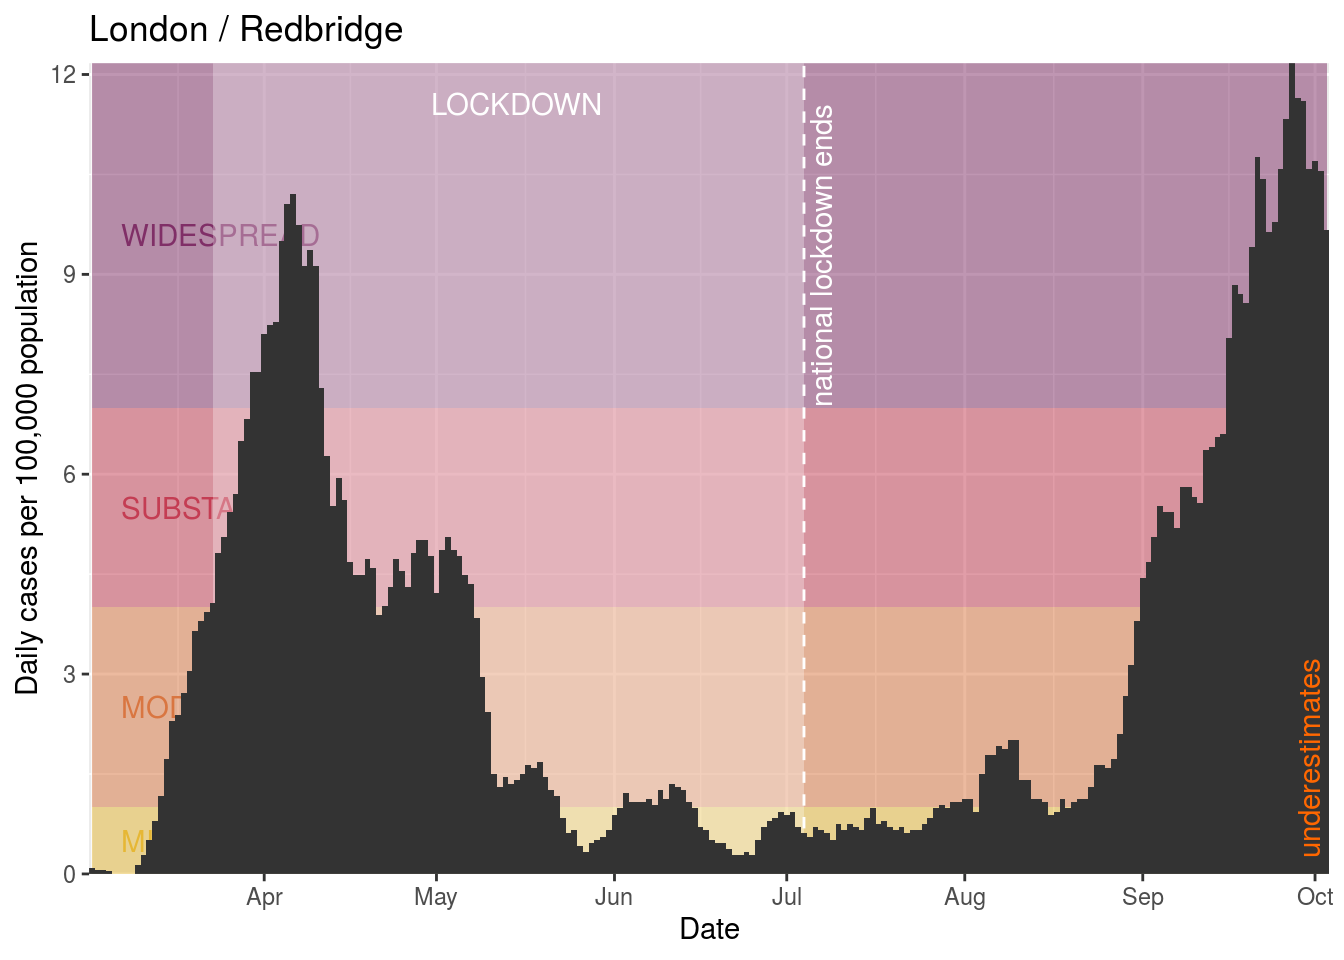 London / Redbridge
12
9
6
3
0
Daily cases per 100,000 population
LOCKDOWN
national lockdown ends
WIDESPREAD
underestimates
Apr
May
Jun
Jul
Aug
Sep
Oct
Date